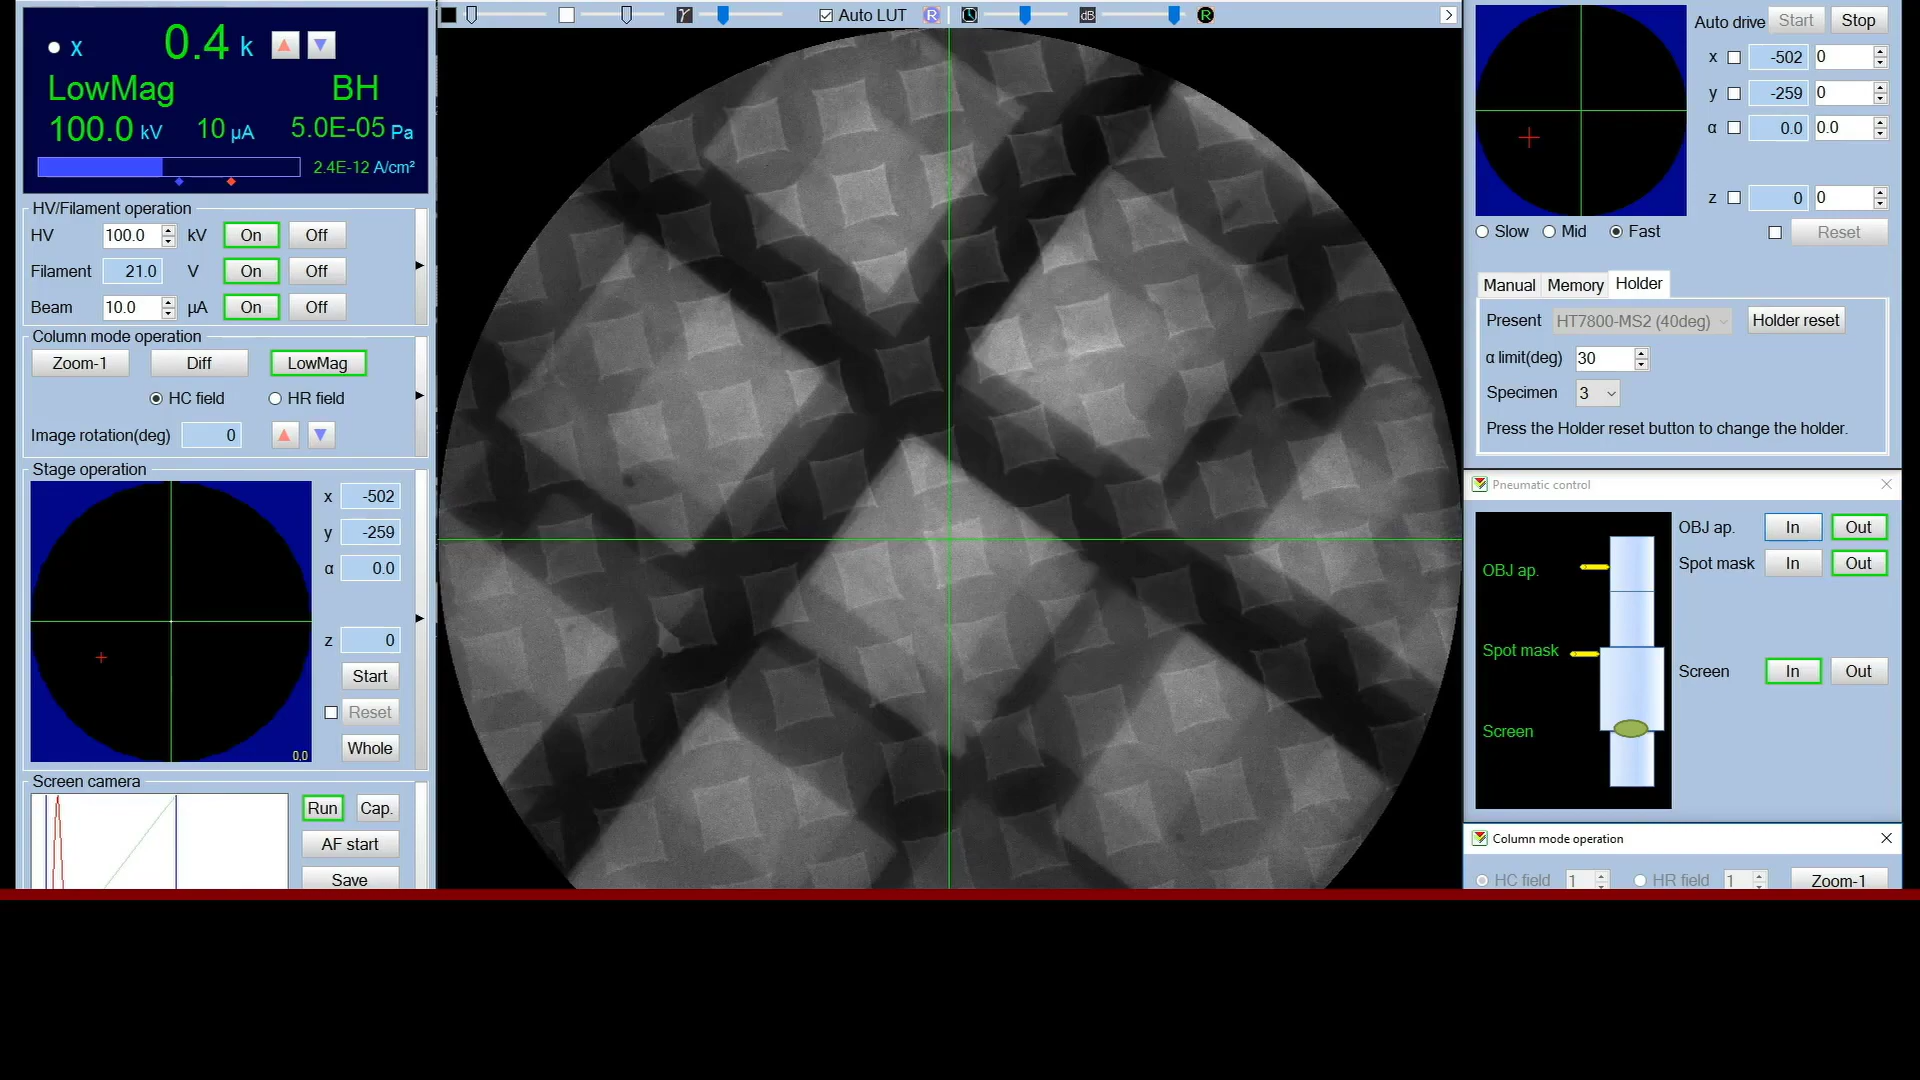 x 0.4 k
LowMag BH
100.0 kV 10 µA 5.0E-05 Pa
2.4E-12 A/cm²
HV/Filament operation
HV 100.0 kV On Off
Filament 21.0 V On Off
Beam 10.0 µA On Off
Column mode operation
Zoom-1 Diff LowMag
HC field HR field
Image rotation(deg) 0
Stage operation
x -502
y -259
α 0.0
z 0
Start
Reset
Whole
0,0
Screen camera
Run Cap.
AF start
Save
γ Auto LUT R dB R
Auto drive Start Stop
x -502 0
y -259 0
α 0.0 0.0
z 0 0
Slow Mid Fast Reset
Manual Memory Holder
Present HT7800-MS2 (40deg) Holder reset
α limit(deg) 30
Specimen 3
Press the Holder reset button to change the holder.
Pneumatic control
OBJ ap. In Out
Spot mask In Out
Screen In Out
OBJ ap.
Spot mask
Screen
Column mode operation
HC field 1 HR field 1 Zoom-1